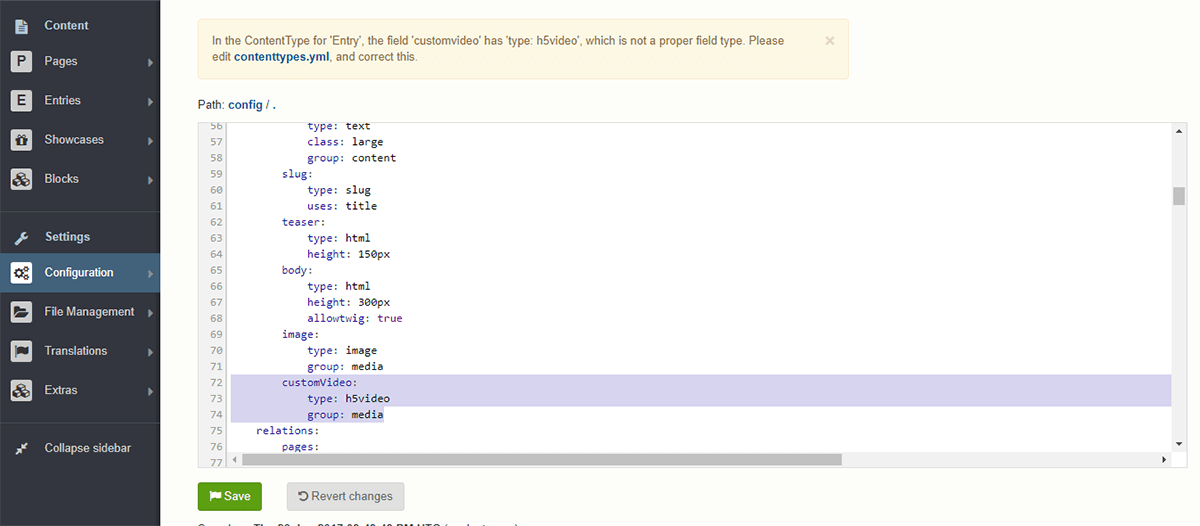 Content
P Pages
E Entries
Showcases
Blocks
Settings
Configuration
File Management
Translations
Extras
Collapse sidebar
In the ContentType for 'Entry', the field 'customvideo' has 'type: h5video', which is not a proper field type. Please
edit contenttypes.yml, and correct this.
×
Path: config / .
56 type: text
57 class: large
58 group: content
59 slug:
60 type: slug
61 uses: title
62 teaser:
63 type: html
64 height: 150px
65 body:
66 type: html
67 height: 300px
68 allowtwig: true
69 image:
70 type: image
71 group: media
72 customVideo:
73 type: h5video
74 group: media
75 relations:
76 pages:
77
Save
Revert changes